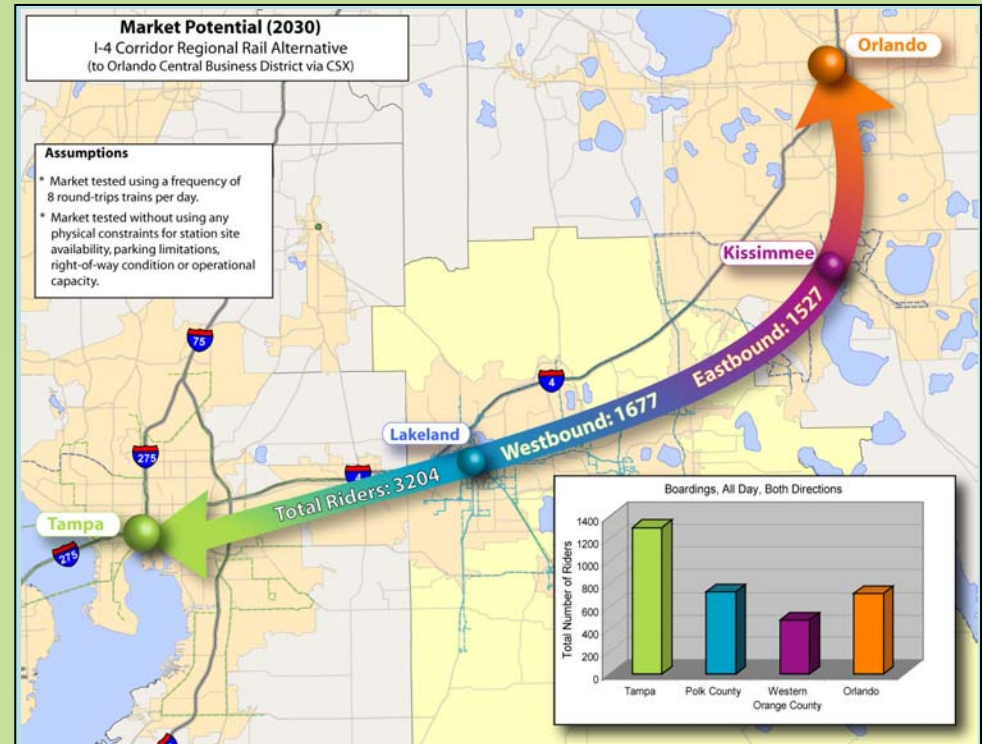 Market Potential (2030)
I-4 Corridor Regional Rail Alternative
(to Orlando Central Business District via CSX)
Orlando
Assumptions
* Market tested using a frequency of
8 round-trips trains per day.
* Market tested without using any
physical constraints for station site
availability, parking limitations,
right-of-way condition or operational
capacity.
Kissimmee
Eastbound: 1527
75
4
Westbound: 1677
Lakeland
275
4
Total Riders: 3204
Tampa
275
Boardings, All Day, Both Directions
Total Number of Riders
1400
1200
1000
800
600
400
200
0
Tampa
Polk County
Western
Orange County
Orlando